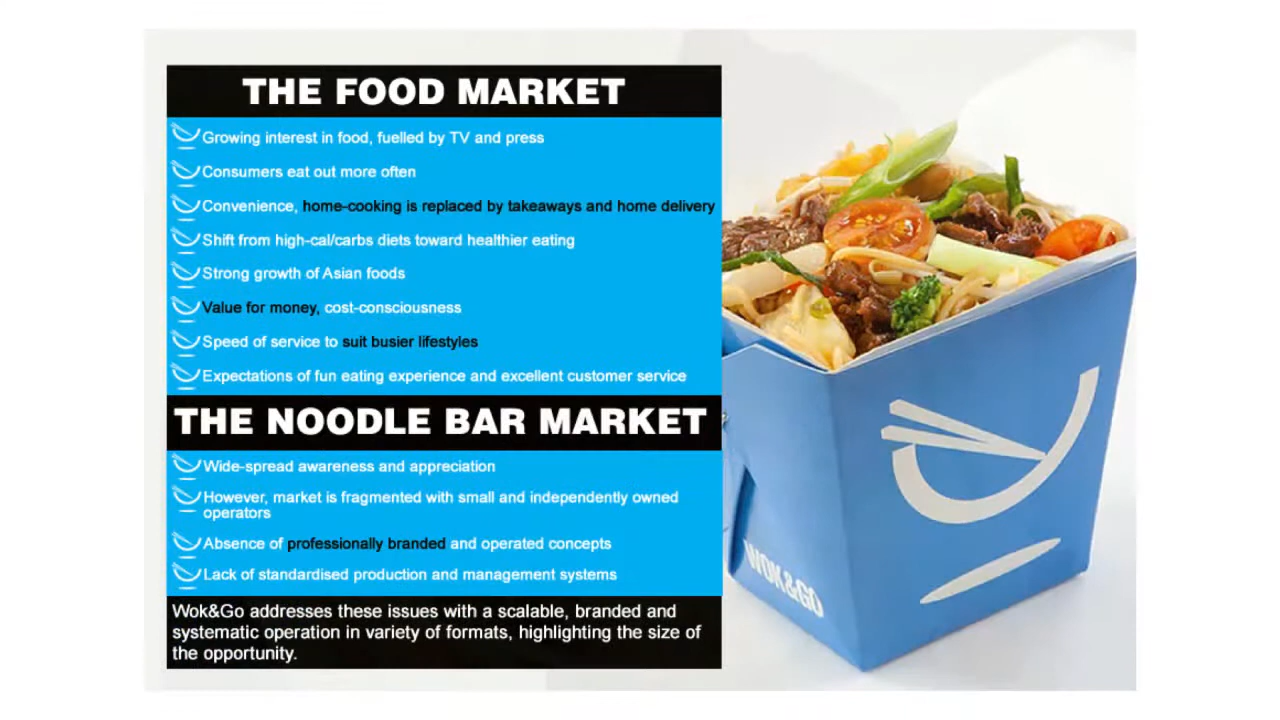 THE FOOD MARKET
Growing interest in food, fuelled by TV and press
Consumers eat out more often
Convenience, home-cooking is replaced by takeaways and home delivery
Shift from high-cal/carbs diets toward healthier eating
Strong growth of Asian foods
Value for money, cost-consciousness
Speed of service to suit busier lifestyles
Expectations of fun eating experience and excellent customer service
THE NOODLE BAR MARKET
Wide-spread awareness and appreciation
However, market is fragmented with small and independently owned
operators
Absence of professionally branded and operated concepts
Lack of standardised production and management systems
Wok&Go addresses these issues with a scalable, branded and
systematic operation in variety of formats, highlighting the size of
the opportunity.
WOK&GO